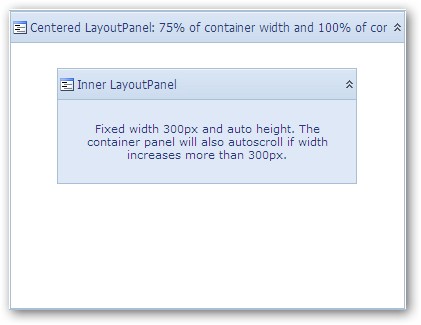 Centered LayoutPanel: 75% of container width and 100% of cor
Inner LayoutPanel
Fixed width 300px and auto height. The
container panel will also autoscroll if width
increases more than 300px.